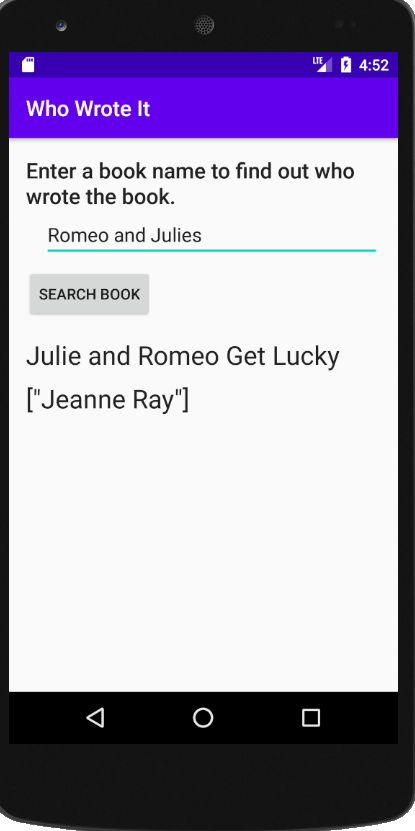 LTE 4:52
Who Wrote It
Enter a book name to find out who
wrote the book.
Romeo and Julies
SEARCH BOOK
Julie and Romeo Get Lucky
["Jeanne Ray"]